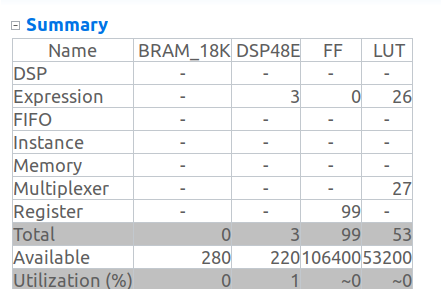 Summary
Name BRAM_18K DSP48E FF LUT
DSP - - - -
Expression - 3 0 26
FIFO - - - -
Instance - - - -
Memory - - - -
Multiplexer - - - 27
Register - - 99 -
Total 0 3 99 53
Available 280 220 106400 53200
Utilization (%) 0 1 ~0 ~0